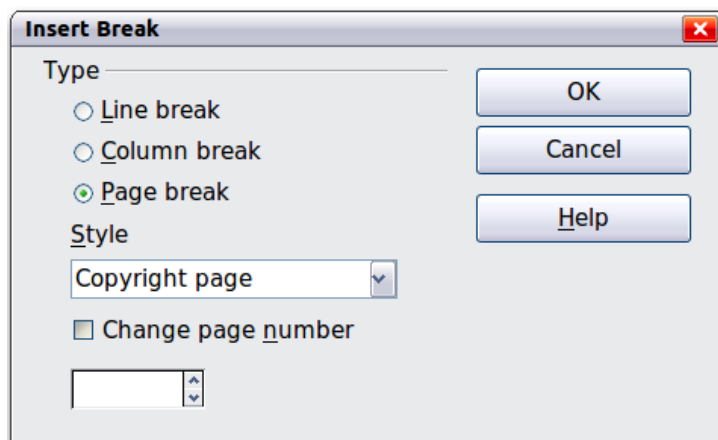 Insert Break
Type
Line break
Column break
Page break
Style
Copyright page
Change page number
OK
Cancel
Help